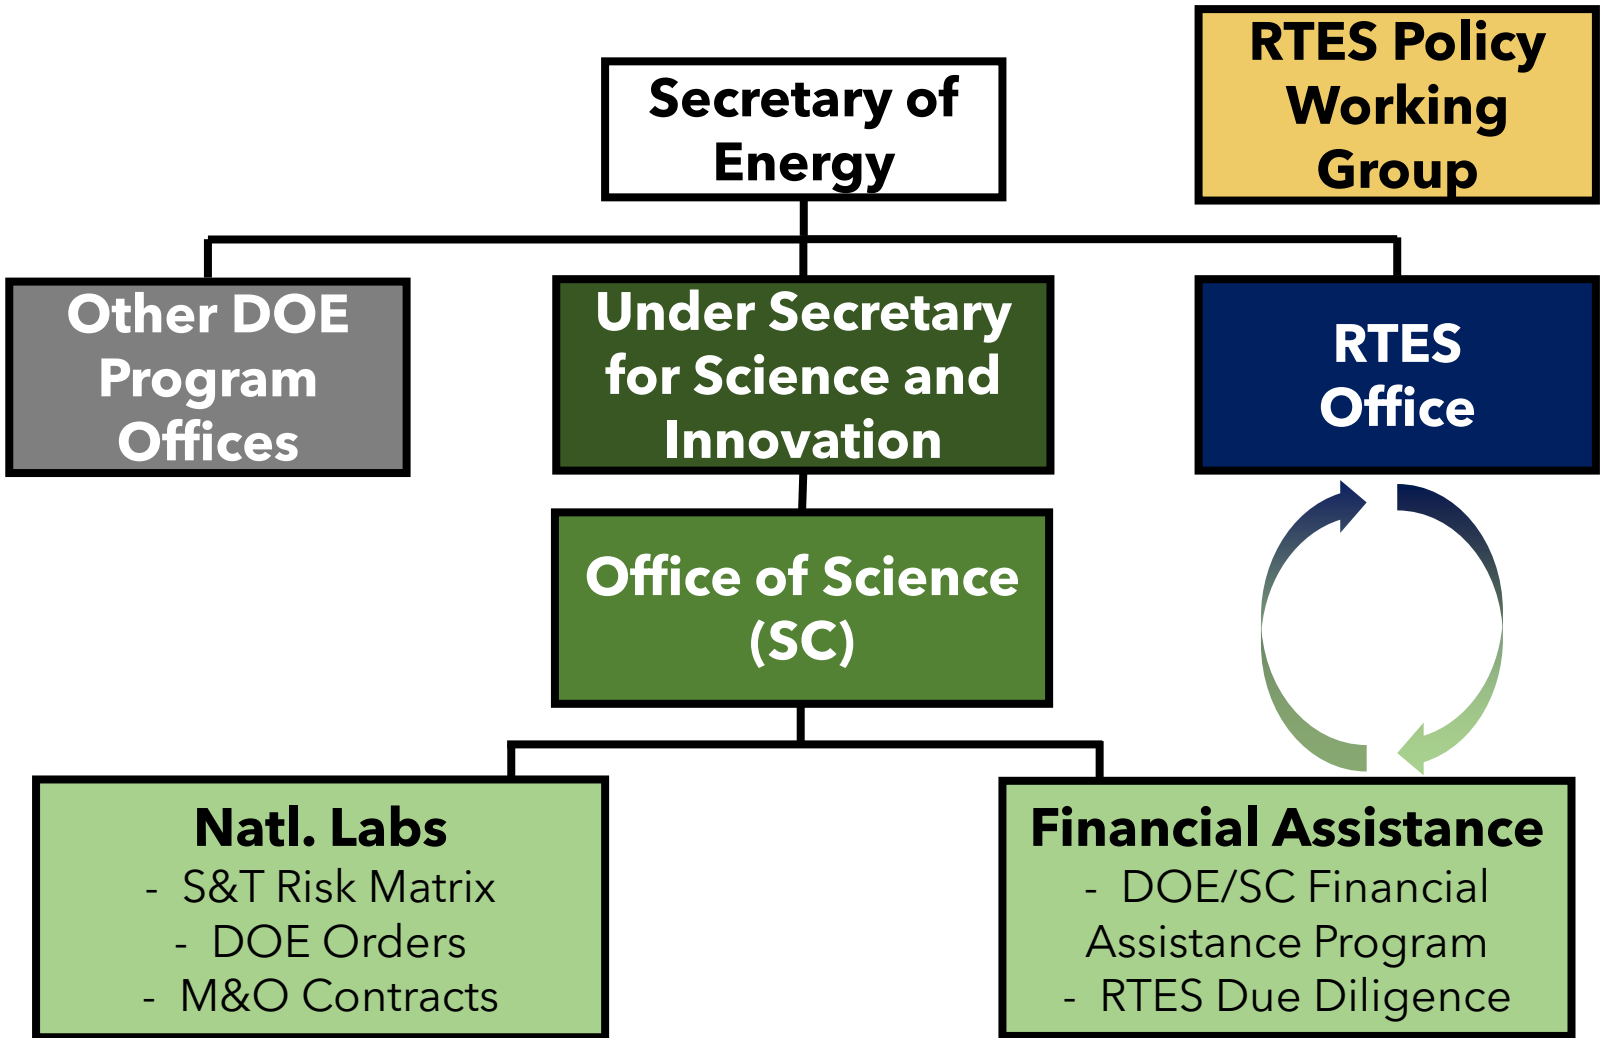 Secretary of
Energy
RTES Policy
Working
Group
Other DOE
Program
Offices
Under Secretary
for Science and
Innovation
RTES
Office
Office of Science
(SC)
Natl. Labs
- S&T Risk Matrix
- DOE Orders
- M&O Contracts
Financial Assistance
- DOE/SC Financial
Assistance Program
- RTES Due Diligence